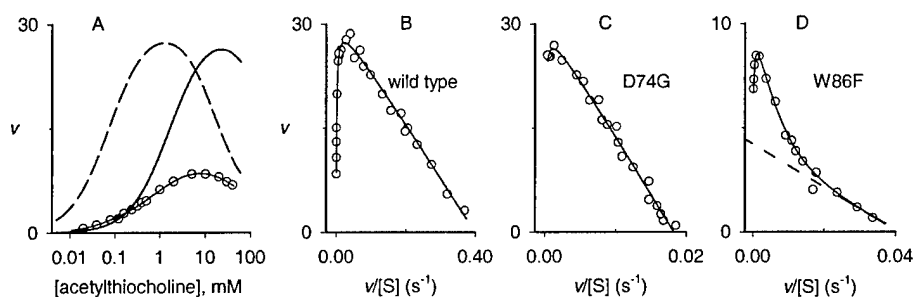 A
B
C
D
30
v
0
0.01
0.1
1
10
100
[acetylthiocholine], mM
30
v
0
wild type
0.00
0.40
v/[S] (s⁻¹)
30
0
D74G
0.00
0.02
v/[S] (s⁻¹)
10
0
W86F
0.00
0.04
v/[S] (s⁻¹)